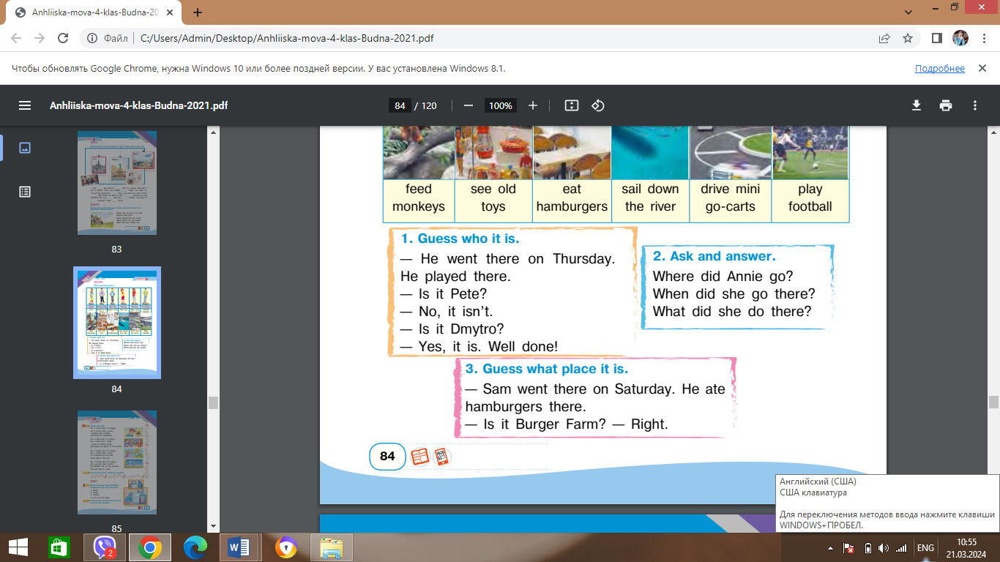 Anhliiska-mova-4-klas-Budna-20
Файл
C:/Users/Admin/Desktop/Anhliiska-mova-4-klas-Budna-2021.pdf
Чтобы обновлять Google Chrome, нужна Windows 10 или более поздней версии. У вас установлена Windows 8.1.
Подробнее
Anhliiska-mova-4-klas-Budna-2021.pdf
84 / 120
100%
83
84
85
feed monkeys
see old toys
eat hamburgers
sail down the river
drive mini go-carts
play football
1. Guess who it is.
— He went there on Thursday.
He played there.
— Is it Pete?
— No, it isn't.
— Is it Dmytro?
— Yes, it is. Well done!
2. Ask and answer.
Where did Annie go?
When did she go there?
What did she do there?
3. Guess what place it is.
— Sam went there on Saturday. He ate
hamburgers there.
— Is it Burger Farm? — Right.
84
Английский (США)
США клавиатура
Для переключения методов ввода нажмите клавиши
WINDOWS+ПРОБЕЛ.
2
ENG
10:55
21.03.2024